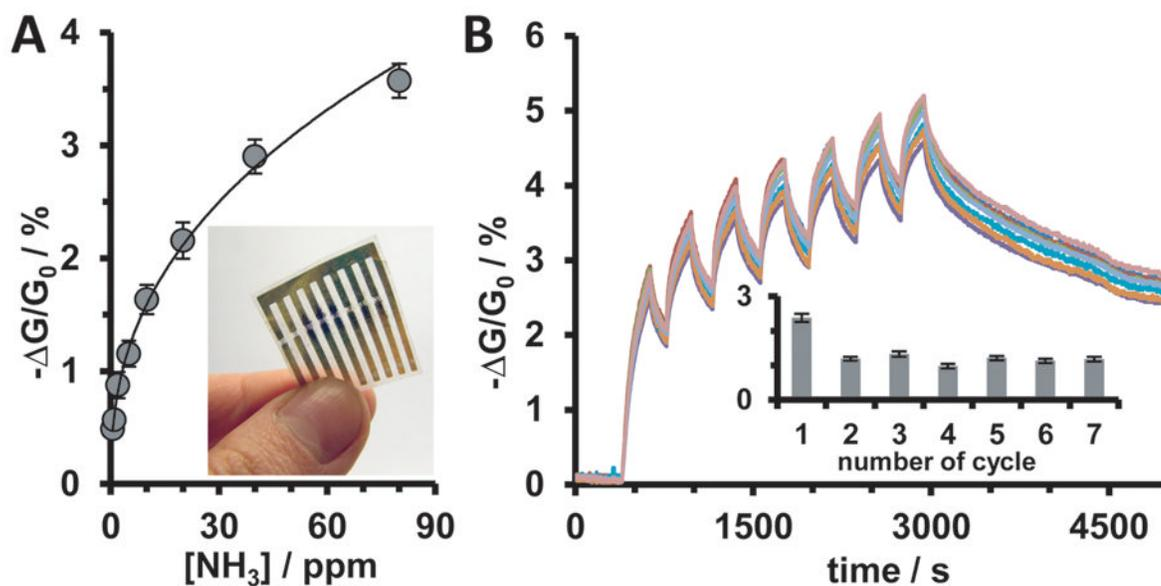 A
4
3
2
1
0
-ΔG/G₀ / %
0 30 60 90
[NH₃] / ppm
B
6
5
4
3
2
1
0
-ΔG/G₀ / %
0 1500 3000 4500
time / s
3
0
1 2 3 4 5 6 7
number of cycle